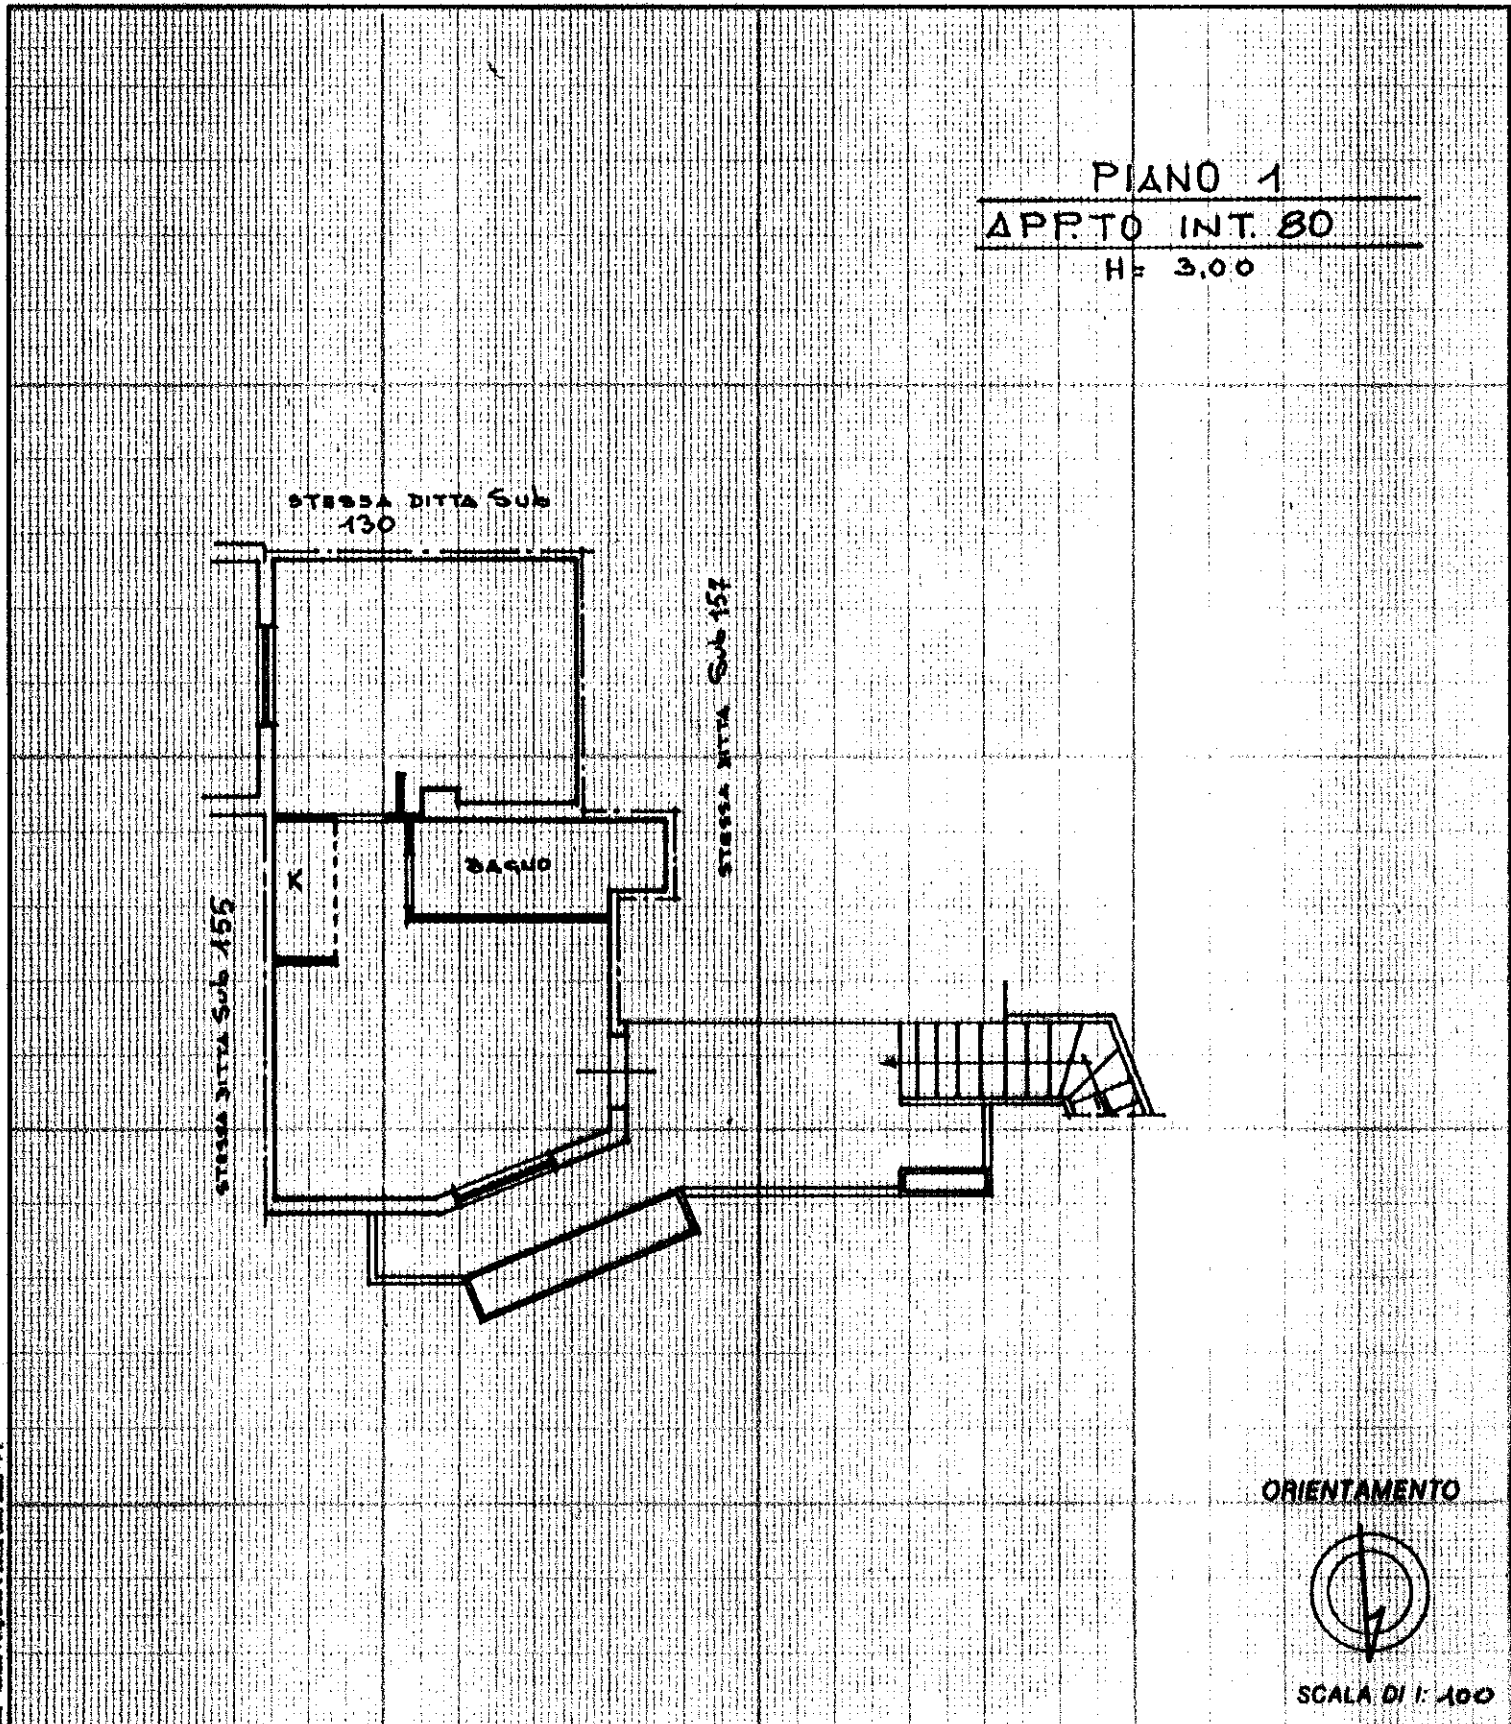 PIANO 1
APP.TO INT. 80
H= 3,00
STESSA DITTA Sub
130
STESSA DITTA Sub 157
BAGNO
K
STESSA DITTA Sub 155
ORIENTAMENTO
SCALA DI 1: 100